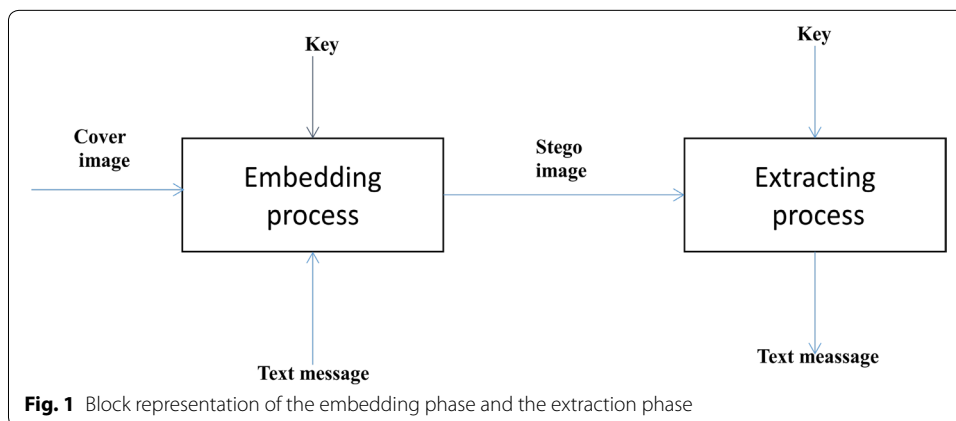 Key
Key
Cover
image
Embedding
process
Stego
image
Extracting
process
Text message
Text meassage
Fig. 1 Block representation of the embedding phase and the extraction phase